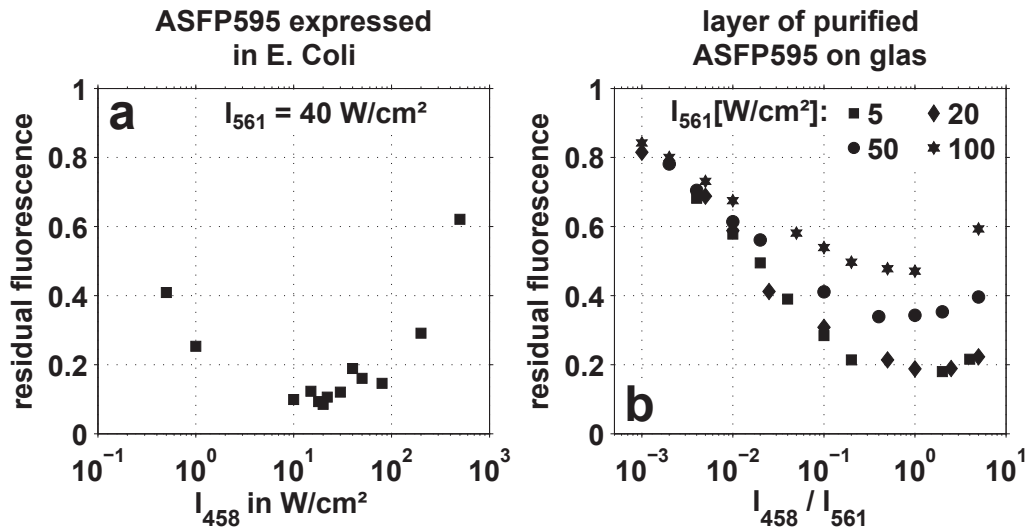 ASFP595 expressed
in E. Coli
a
I561 = 40 W/cm²
residual fluorescence
1
0.8
0.6
0.4
0.2
0
10−1 100 101 102 103
I458 in W/cm²
layer of purified
ASFP595 on glas
I561[W/cm²]: 5 20
50 100
residual fluorescence
1
0.8
0.6
0.4
0.2
0
b
10−3 10−2 10−1 100 101
I458 / I561